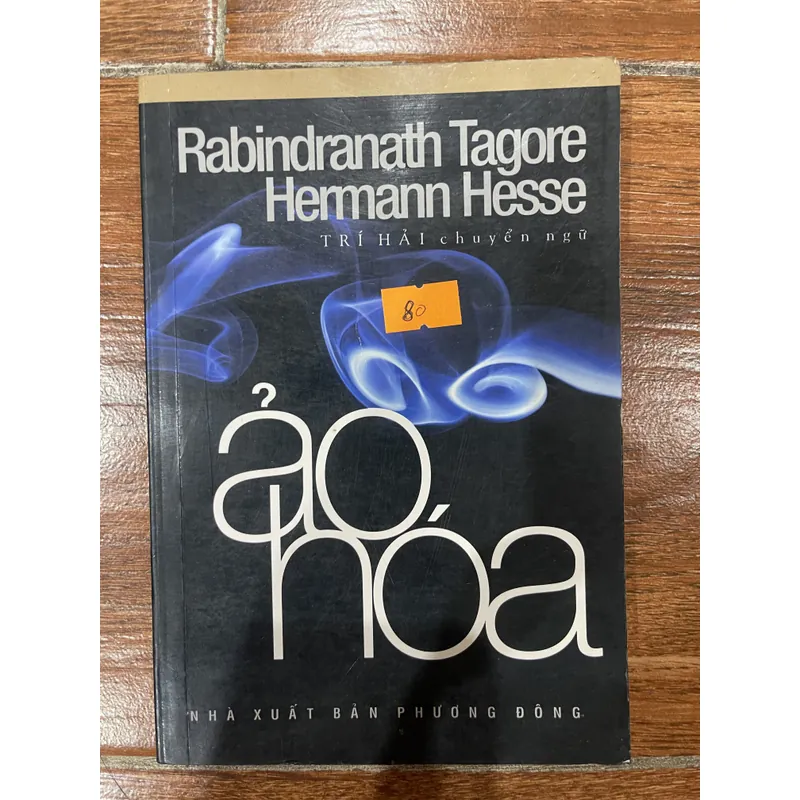 Rabindranath Tagore
Hermann Hesse
TRÍ HẢI chuyển ngữ
80
ảo
hóa
NHÀ XUẤT BẢN PHƯƠNG ĐÔNG